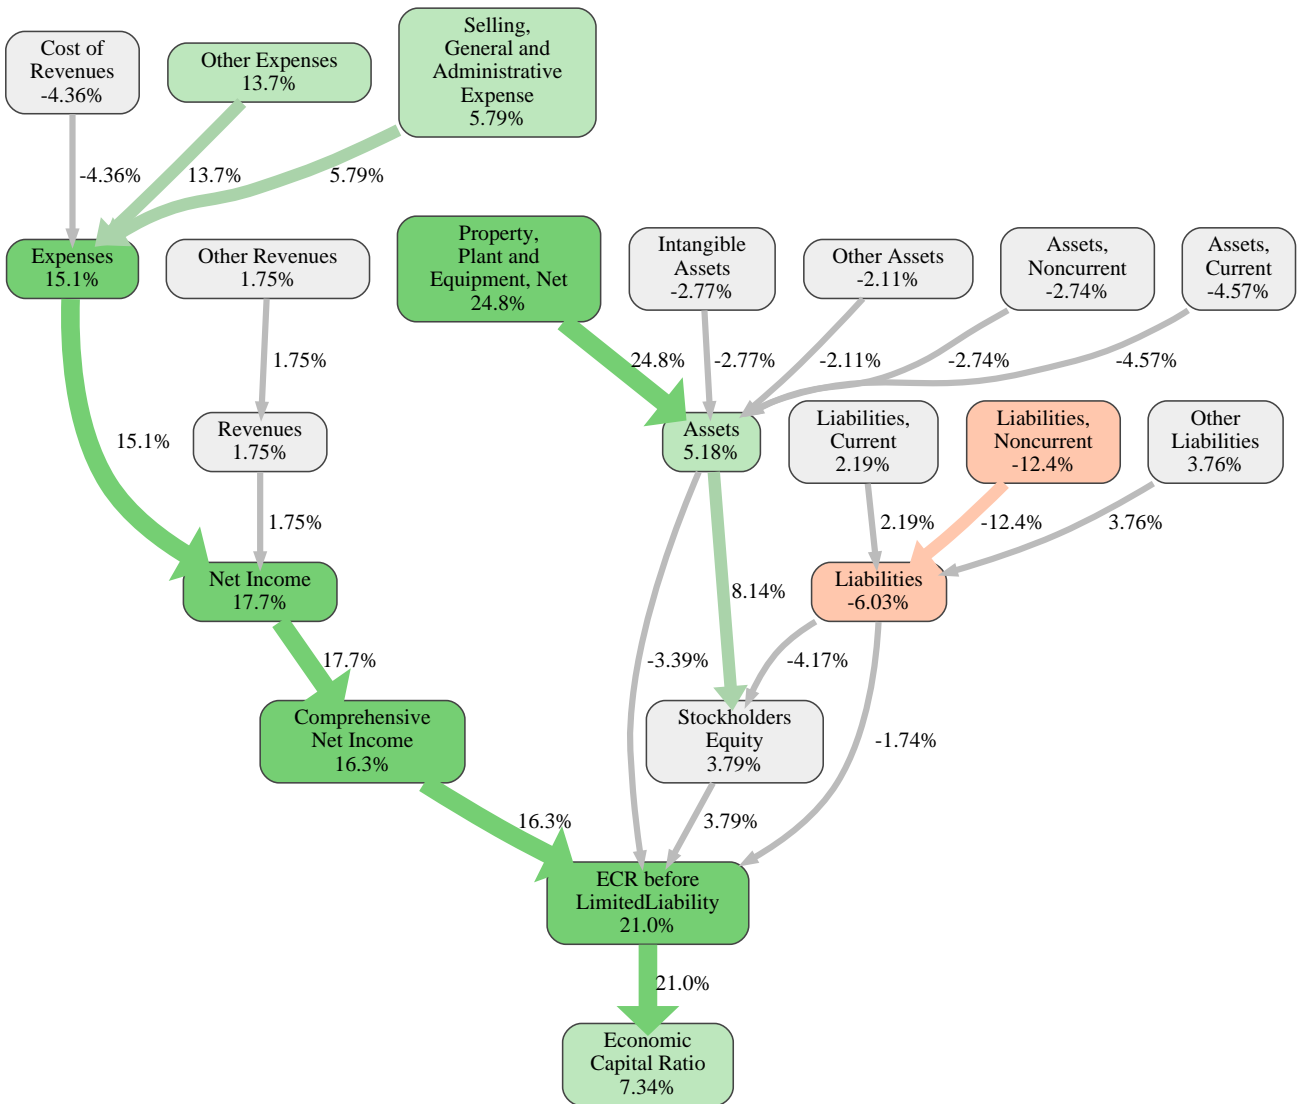 Cost of
Revenues
-4.36%
Other Expenses
13.7%
Selling,
General and
Administrative
Expense
5.79%
-4.36%
13.7%
5.79%
Expenses
15.1%
Other Revenues
1.75%
Property,
Plant and
Equipment, Net
24.8%
Intangible
Assets
-2.77%
Other Assets
-2.11%
Assets,
Noncurrent
-2.74%
Assets,
Current
-4.57%
1.75%
24.8%
-2.77%
-2.11%
-2.74%
-4.57%
15.1%
Revenues
1.75%
Assets
5.18%
Liabilities,
Current
2.19%
Liabilities,
Noncurrent
-12.4%
Other
Liabilities
3.76%
1.75%
2.19%
-12.4%
3.76%
Net Income
17.7%
8.14%
Liabilities
-6.03%
17.7%
-3.39%
-4.17%
Comprehensive
Net Income
16.3%
Stockholders
Equity
3.79%
-1.74%
16.3%
3.79%
ECR before
LimitedLiability
21.0%
21.0%
Economic
Capital Ratio
7.34%